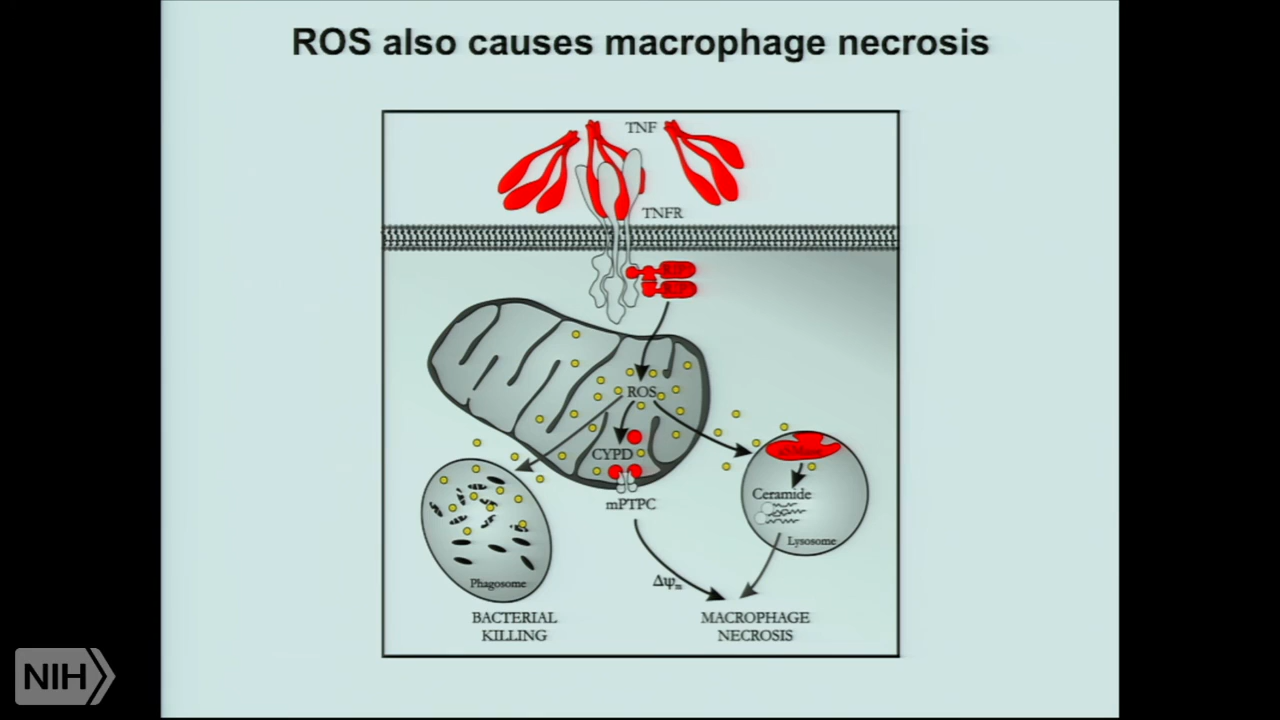 ROS also causes macrophage necrosis
TNF
TNFR
ROS
CYPD
mPTPC
Ceramide
Lysosome
Phagosome
Δψm
BACTERIAL
KILLING
MACROPHAGE
NECROSIS
NIH